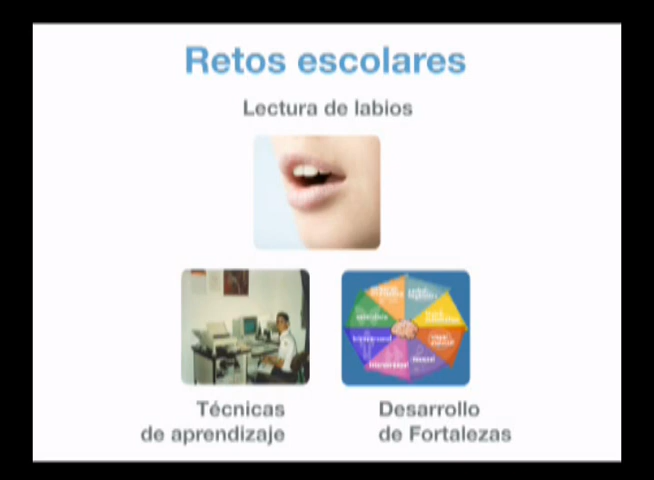 Retos escolares
Lectura de labios
Técnicas
de aprendizaje
Desarrollo
de Fortalezas